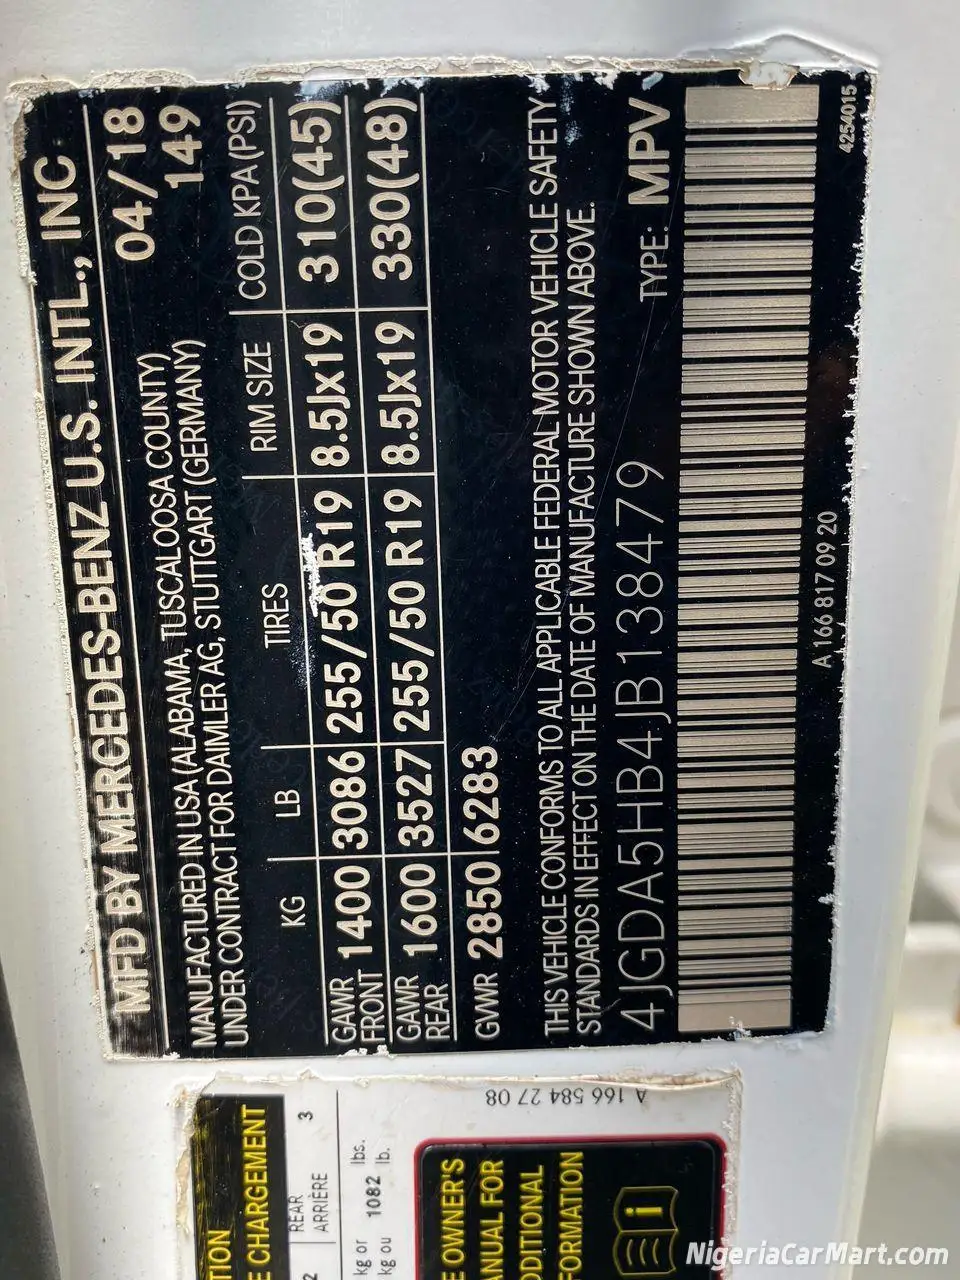 MFD BY MERCEDES-BENZ U.S. INTL., INC
04/18
MANUFACTURED IN USA (ALABAMA, TUSCALOOSA COUNTY)
149
UNDER CONTRACT FOR DAIMLER AG, STUTTGART (GERMANY)
KG LB TIRES RIM SIZE COLD KPA (PSI)
GAWR FRONT 1400 3086 255/50 R19 8.5Jx19 310(45)
GAWR REAR 1600 3527 255/50 R19 8.5Jx19 330(48)
GVWR 2850 6283
THIS VEHICLE CONFORMS TO ALL APPLICABLE FEDERAL MOTOR VEHICLE SAFETY
STANDARDS IN EFFECT ON THE DATE OF MANUFACTURE SHOWN ABOVE.
4JGDA5HB4JB138479 TYPE: MPV
A 166 817 09 20
4254015
A 166 584 27 08
E CHARGEMENT
REAR
ARRIÈRE
3
kg or lbs.
kg ou 1082 lb.
OWNER'S
FOR
i
NigeriaCarMart.com